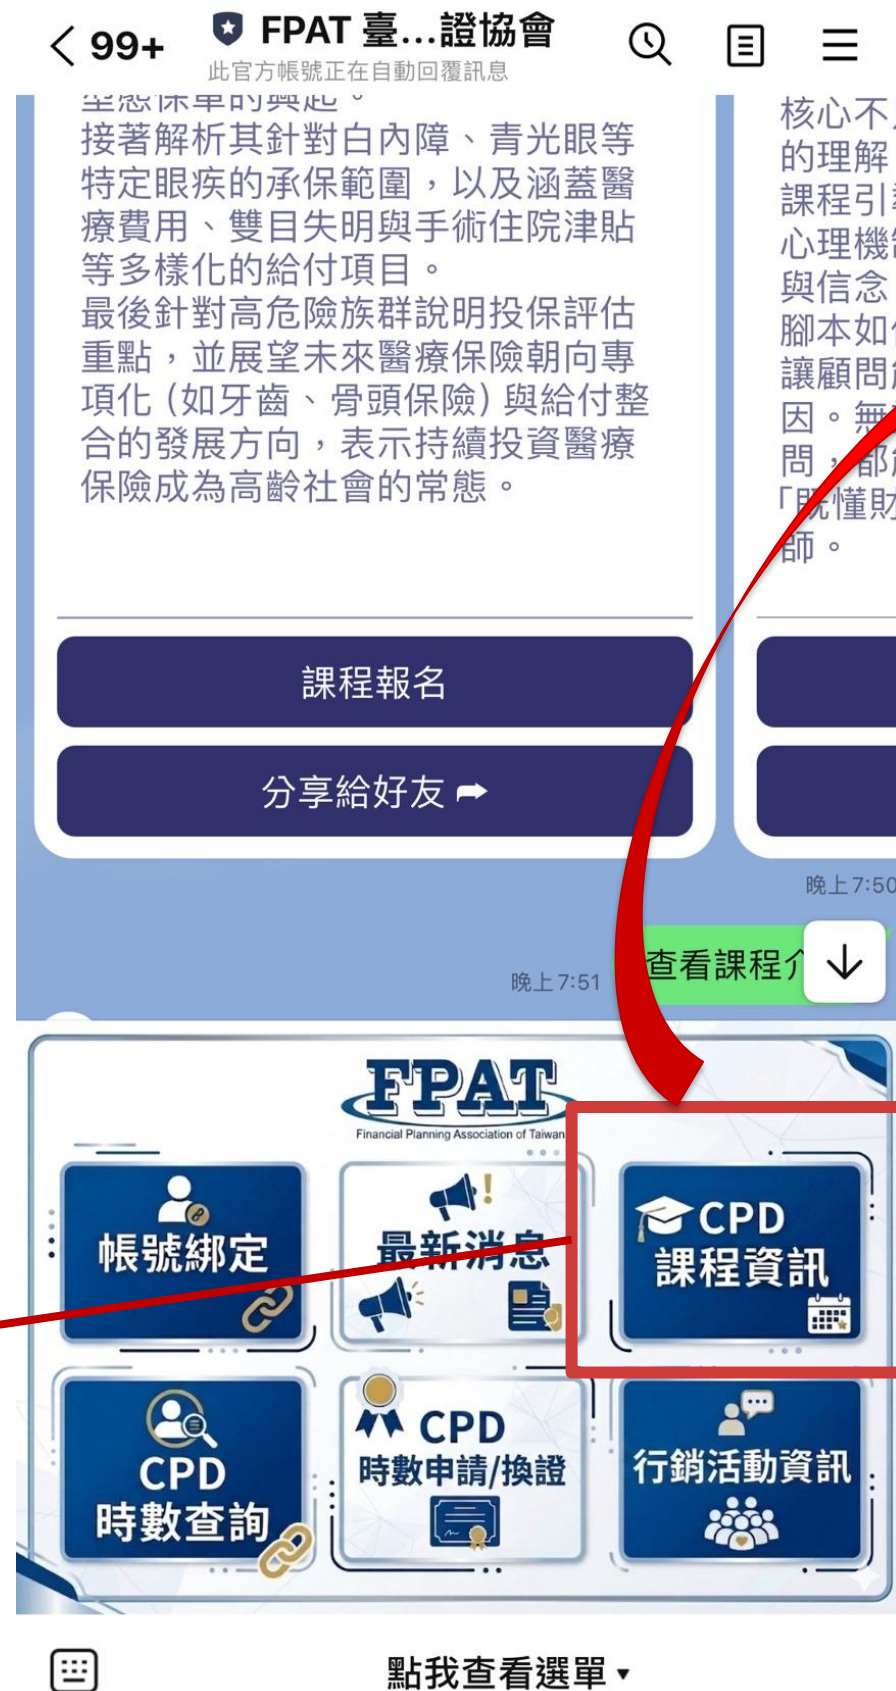 99+
FPAT 臺...證協會
此官方帳號正在自動回覆訊息
型態保單的興起。
接著解析其針對白內障、青光眼等
特定眼疾的承保範圍，以及涵蓋醫
療費用、雙目失明與手術住院津貼
等多樣化的給付項目。
最後針對高危險族群說明投保評估
重點，並展望未來醫療保險朝向專
項化 (如牙齒、骨頭保險) 與給付整
合的發展方向，表示持續投資醫療
保險成為高齡社會的常態。
課程報名
分享給好友
核心不
的理解
課程引
心理機
與信念
腳本如
讓顧問
因。無
問，都
「既懂財
師。
晚上7:50
晚上7:51
查看課程介
FPAT
Financial Planning Association of Taiwan
帳號綁定
最新消息
CPD
課程資訊
CPD
時數查詢
CPD
時數申請/換證
行銷活動資訊
點我查看選單